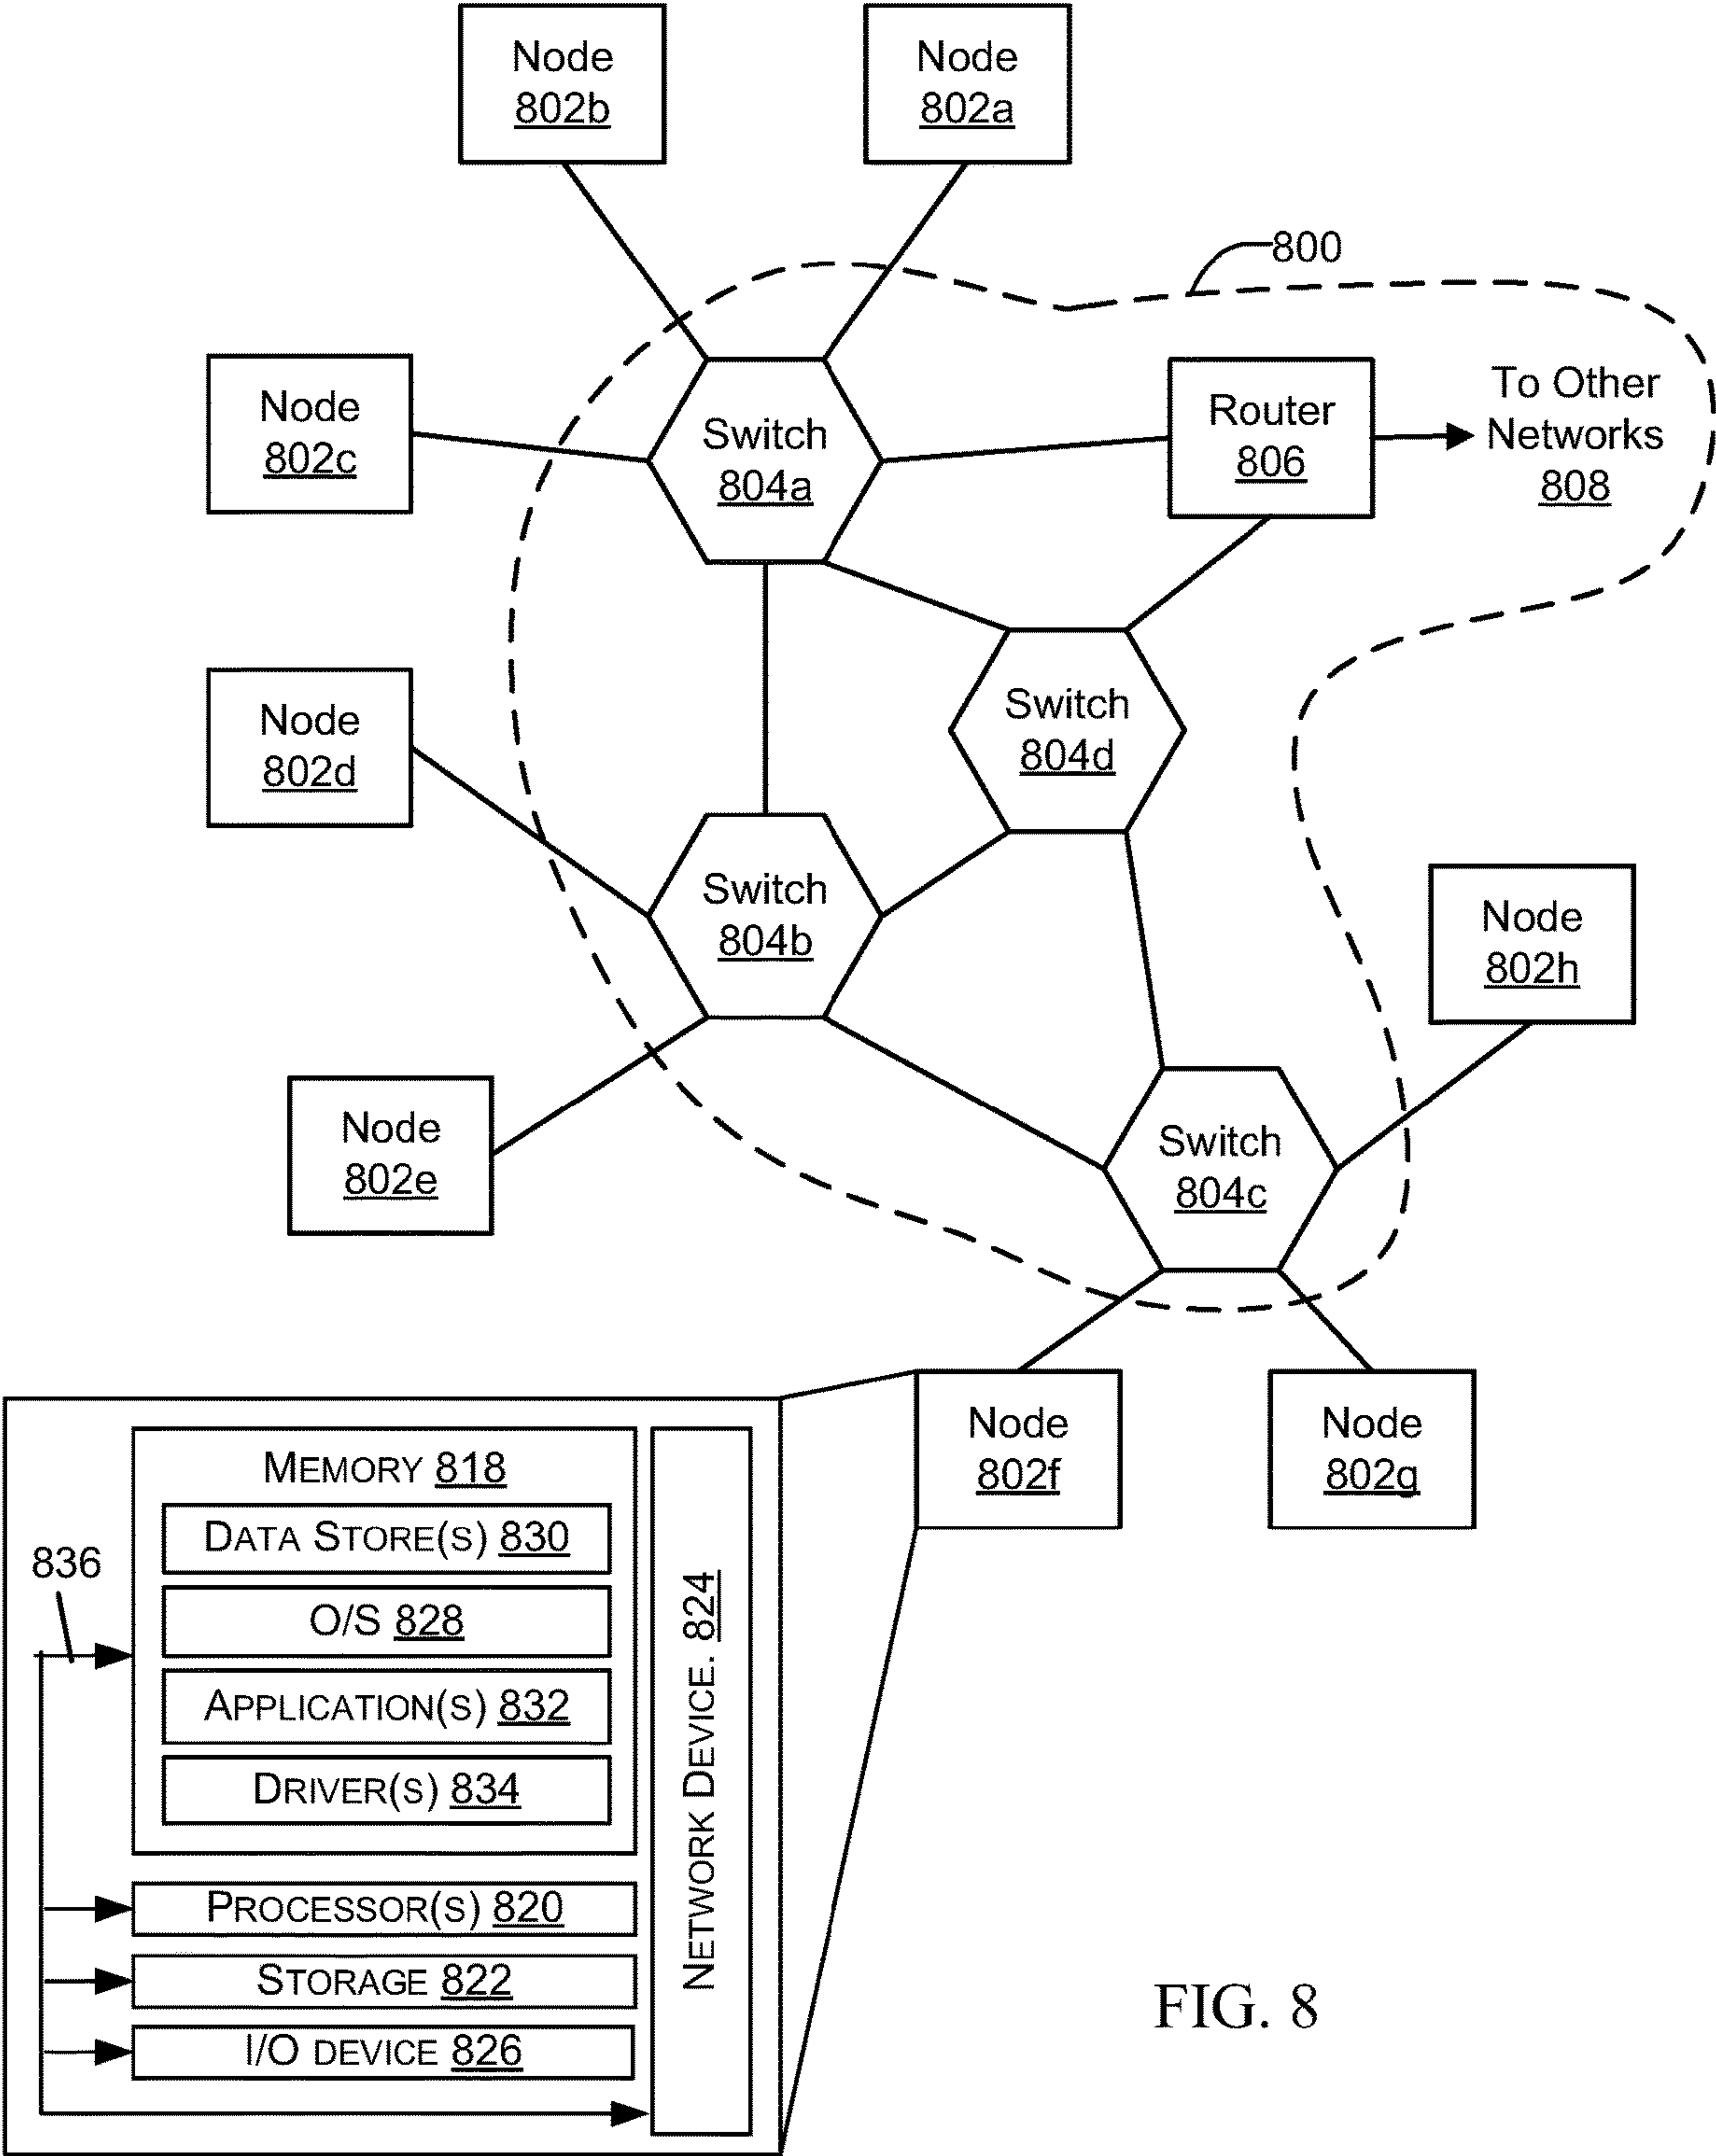 Node
802b
Node
802a
800
Node
802c
Switch
804a
Router
806
To Other
Networks
808
Node
802d
Switch
804d
Switch
804b
Node
802h
Node
802e
Switch
804c
Node
802f
Node
802g
MEMORY 818
DATA STORE(S) 830
836
O/S 828
APPLICATION(S) 832
DRIVER(S) 834
NETWORK DEVICE. 824
PROCESSOR(S) 820
STORAGE 822
I/O DEVICE 826
FIG. 8